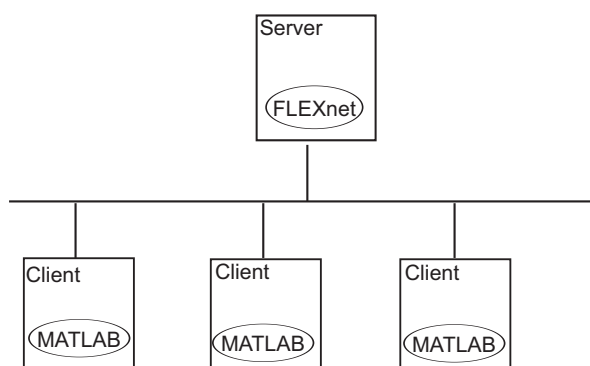 Server
FLEXnet
Client
MATLAB
Client
MATLAB
Client
MATLAB